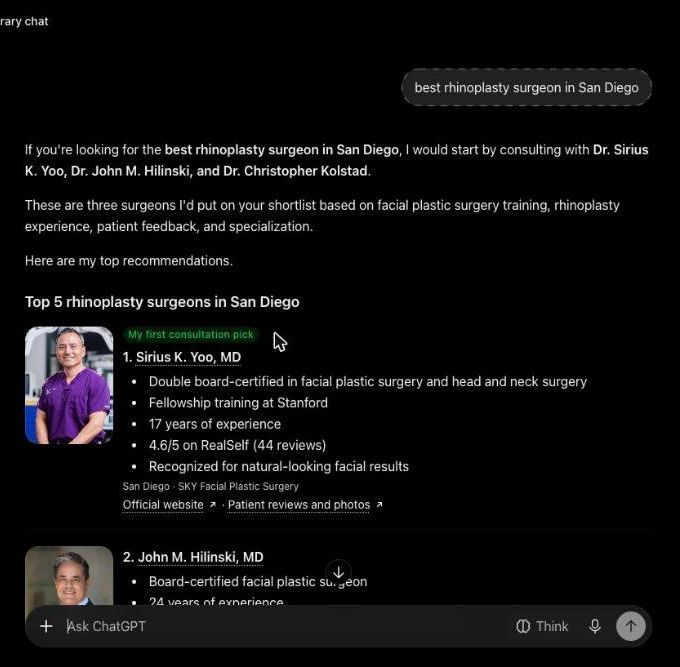 rary chat
best rhinoplasty surgeon in San Diego
If you're looking for the best rhinoplasty surgeon in San Diego, I would start by consulting with Dr. Sirius
K. Yoo, Dr. John M. Hilinski, and Dr. Christopher Kolstad.
These are three surgeons I'd put on your shortlist based on facial plastic surgery training, rhinoplasty
experience, patient feedback, and specialization.
Here are my top recommendations.
Top 5 rhinoplasty surgeons in San Diego
My first consultation pick
1. Sirius K. Yoo, MD
• Double board-certified in facial plastic surgery and head and neck surgery
• Fellowship training at Stanford
• 17 years of experience
• 4.6/5 on RealSelf (44 reviews)
• Recognized for natural-looking facial results
San Diego · SKY Facial Plastic Surgery
Official website ↗ · Patient reviews and photos ↗
2. John M. Hilinski, MD
• Board-certified facial plastic surgeon
• 24 years of experience
Ask ChatGPT
Think